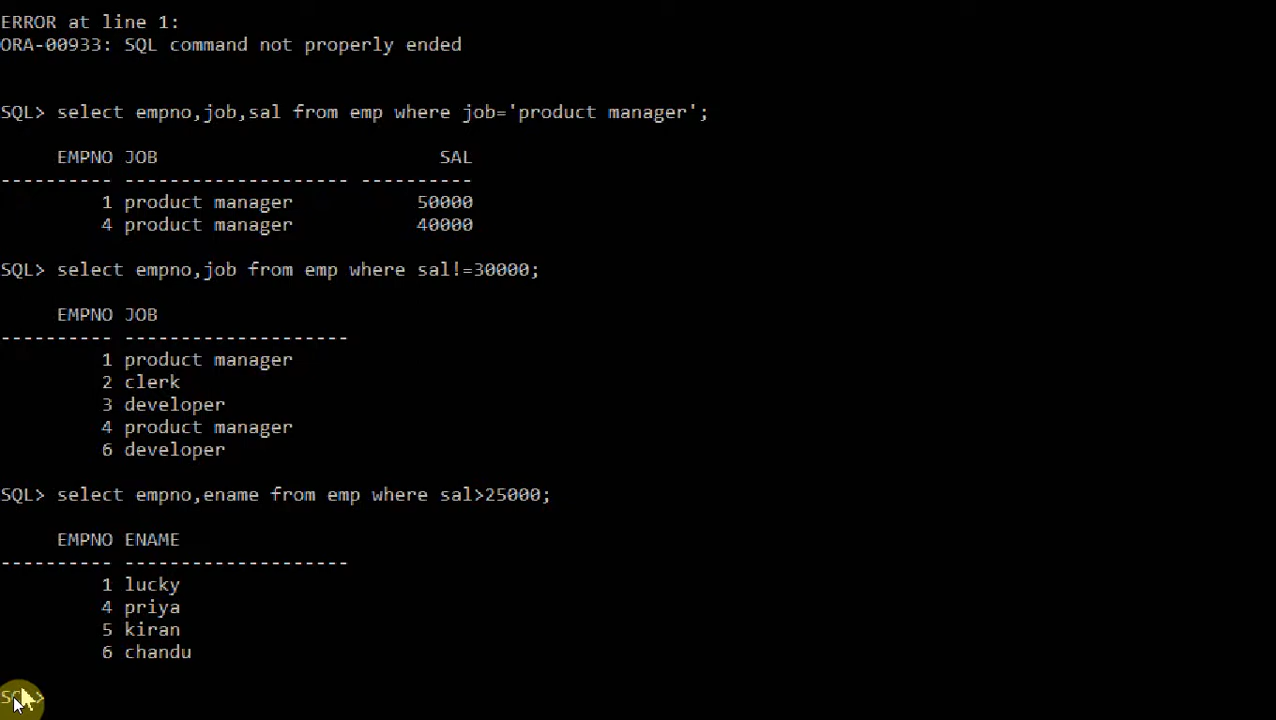 ERROR at line 1:
ORA-00933: SQL command not properly ended
SQL> select empno,job,sal from emp where job='product manager';
EMPNO JOB SAL
---------- -------------------- ----------
1 product manager 50000
4 product manager 40000
SQL> select empno,job from emp where sal!=30000;
EMPNO JOB
---------- --------------------
1 product manager
2 clerk
3 developer
4 product manager
6 developer
SQL> select empno,ename from emp where sal>25000;
EMPNO ENAME
---------- --------------------
1 lucky
4 priya
5 kiran
6 chandu
SQL>